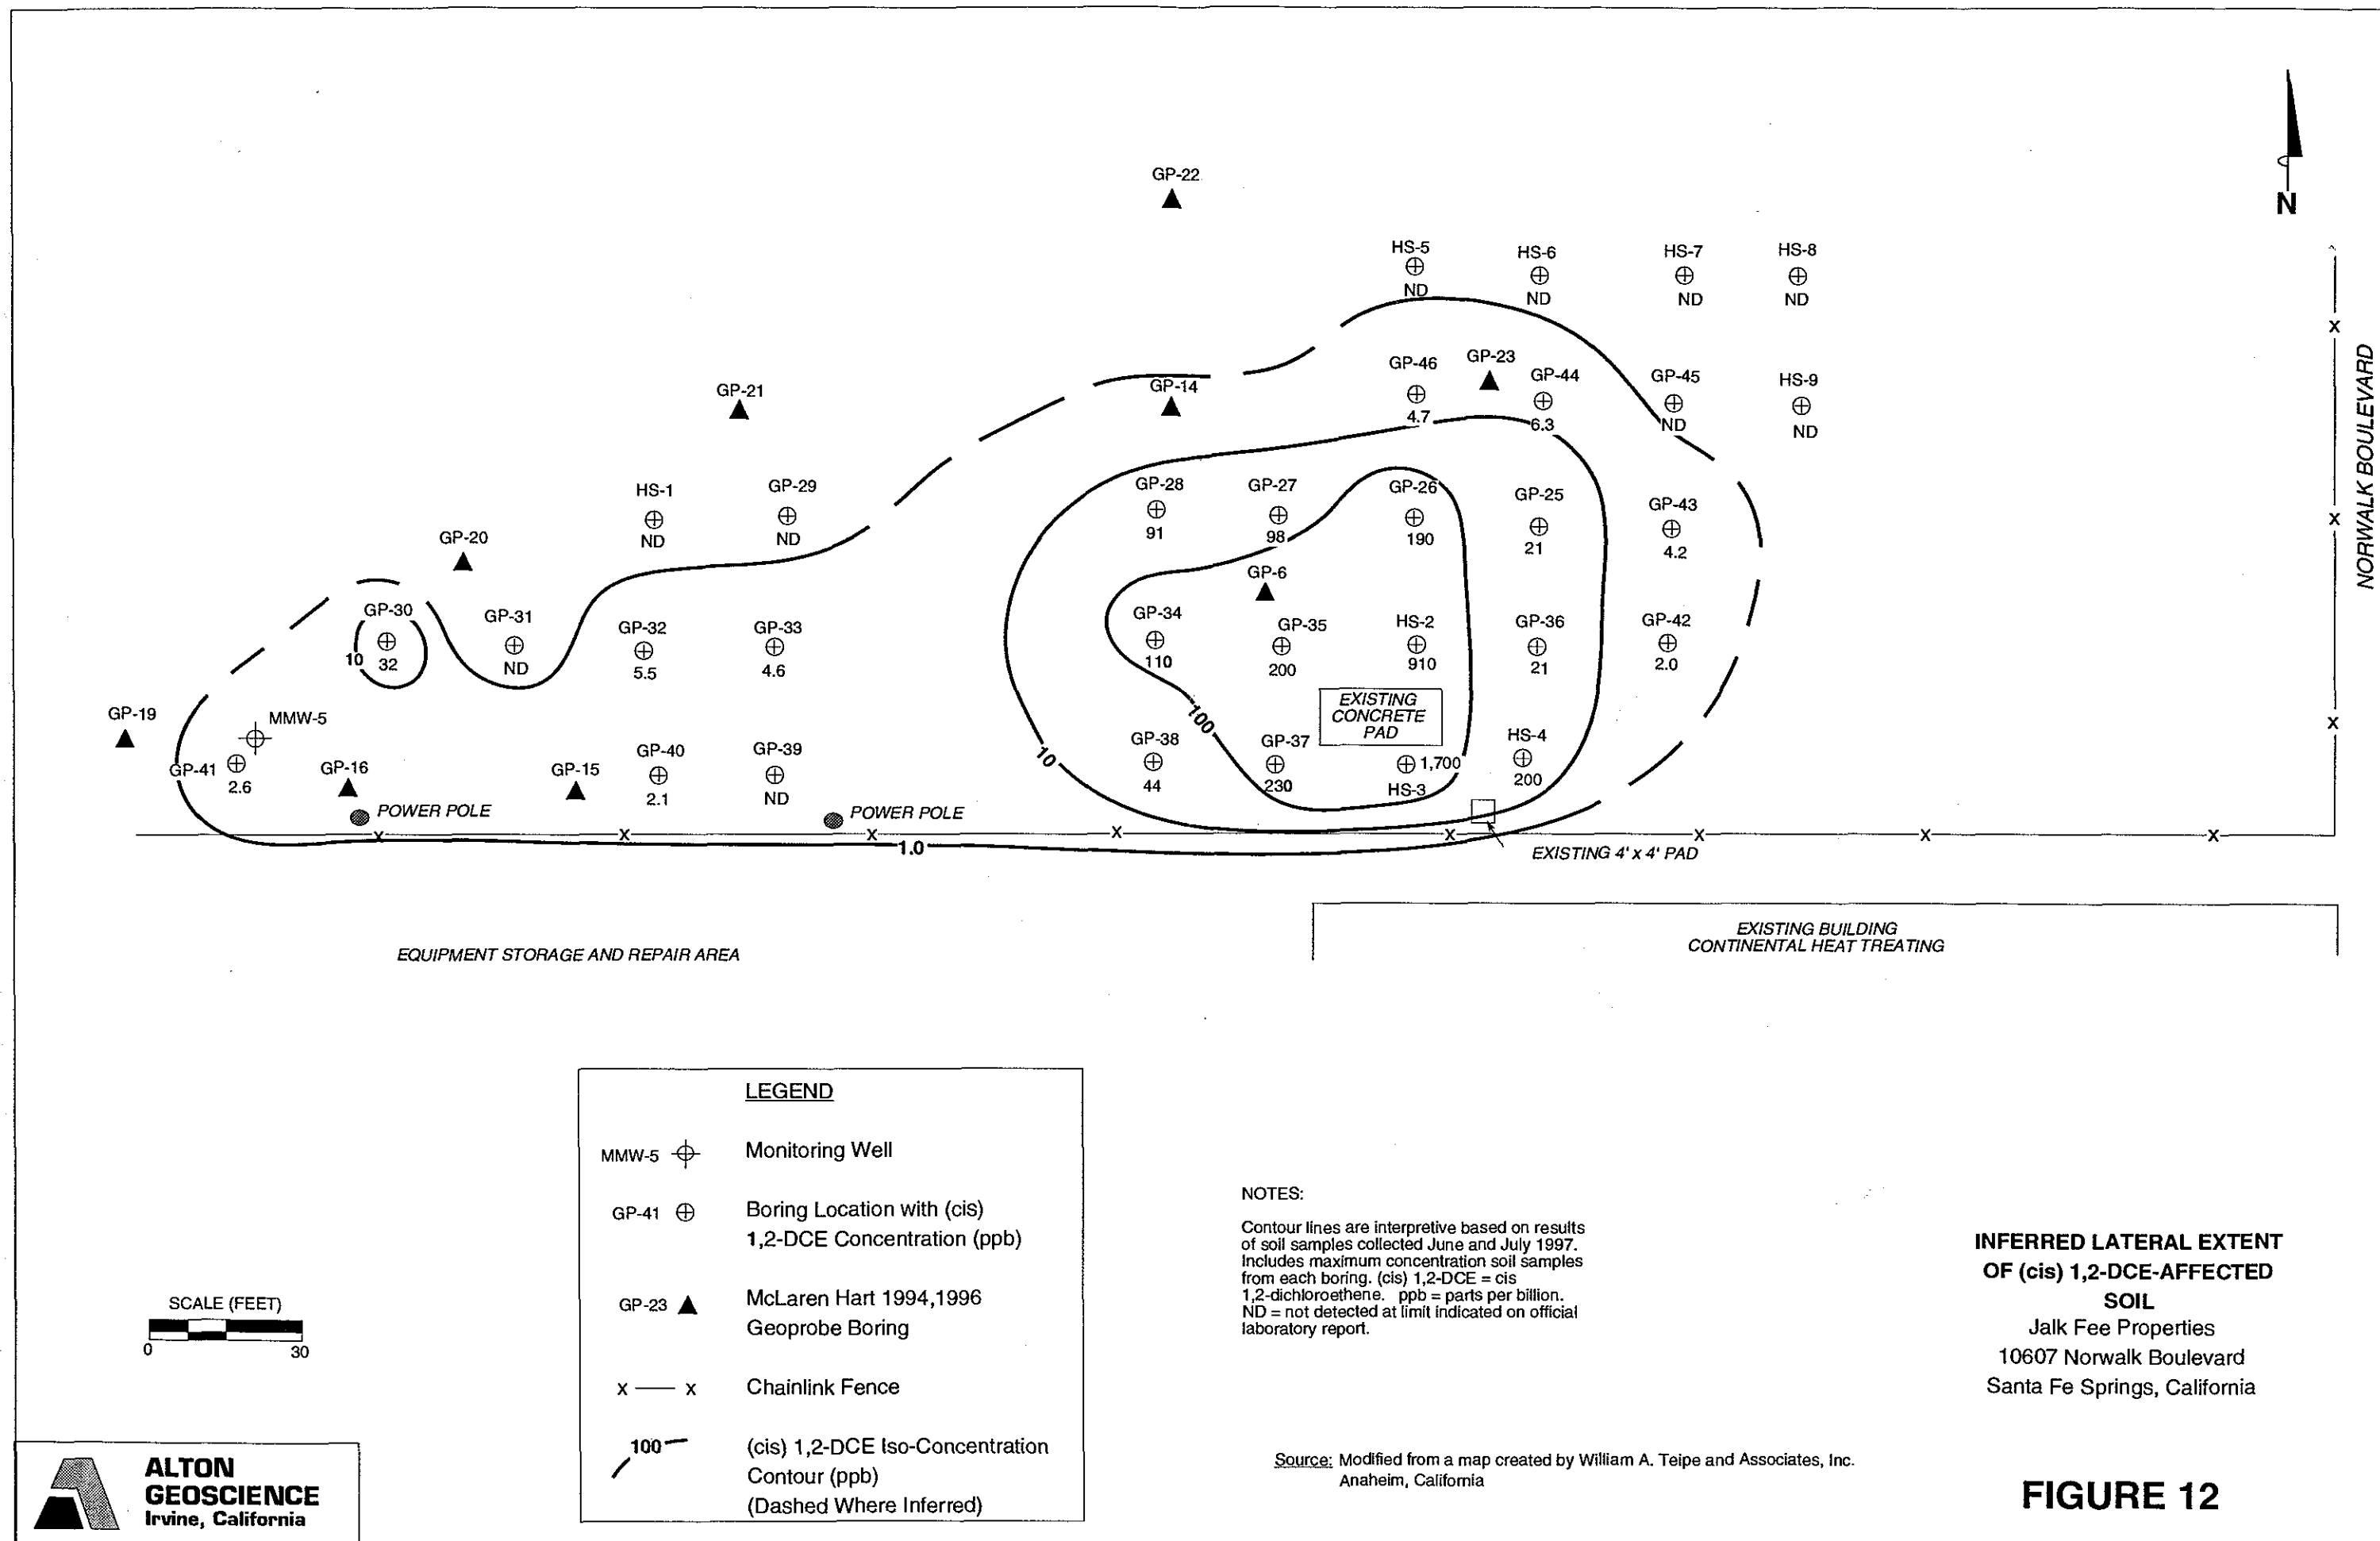 GP-22
N
HS-5
ND
HS-6
ND
HS-7
ND
HS-8
ND
NORWALK BOULEVARD
GP-21
GP-14
GP-46
4.7
GP-23
GP-44
6.3
GP-45
ND
HS-9
ND
HS-1
ND
GP-29
ND
GP-20
GP-28
91
GP-27
98
GP-26
190
GP-25
21
GP-43
4.2
GP-30
10
32
GP-31
ND
GP-32
5.5
GP-33
4.6
GP-6
GP-34
110
GP-35
200
HS-2
910
GP-36
21
GP-42
2.0
EXISTING
CONCRETE
PAD
GP-19
MMW-5
GP-41
2.6
GP-16
POWER POLE
GP-15
GP-40
2.1
GP-39
ND
POWER POLE
10
100
GP-38
44
GP-37
230
1,700
HS-3
HS-4
200
x x x x x x x x
x
x
x
1.0
EXISTING 4' x 4' PAD
EQUIPMENT STORAGE AND REPAIR AREA
EXISTING BUILDING
CONTINENTAL HEAT TREATING
LEGEND
MMW-5 Monitoring Well
GP-41 Boring Location with (cis)
1,2-DCE Concentration (ppb)
GP-23 McLaren Hart 1994,1996
Geoprobe Boring
x — x Chainlink Fence
100 (cis) 1,2-DCE Iso-Concentration
Contour (ppb)
(Dashed Where Inferred)
SCALE (FEET)
0 30
ALTON
GEOSCIENCE
Irvine, California
NOTES:
Contour lines are interpretive based on results
of soil samples collected June and July 1997.
Includes maximum concentration soil samples
from each boring. (cis) 1,2-DCE = cis
1,2-dichloroethene. ppb = parts per billion.
ND = not detected at limit indicated on official
laboratory report.
Source: Modified from a map created by William A. Teipe and Associates, Inc.
Anaheim, California
INFERRED LATERAL EXTENT
OF (cis) 1,2-DCE-AFFECTED
SOIL
Jalk Fee Properties
10607 Norwalk Boulevard
Santa Fe Springs, California
FIGURE 12